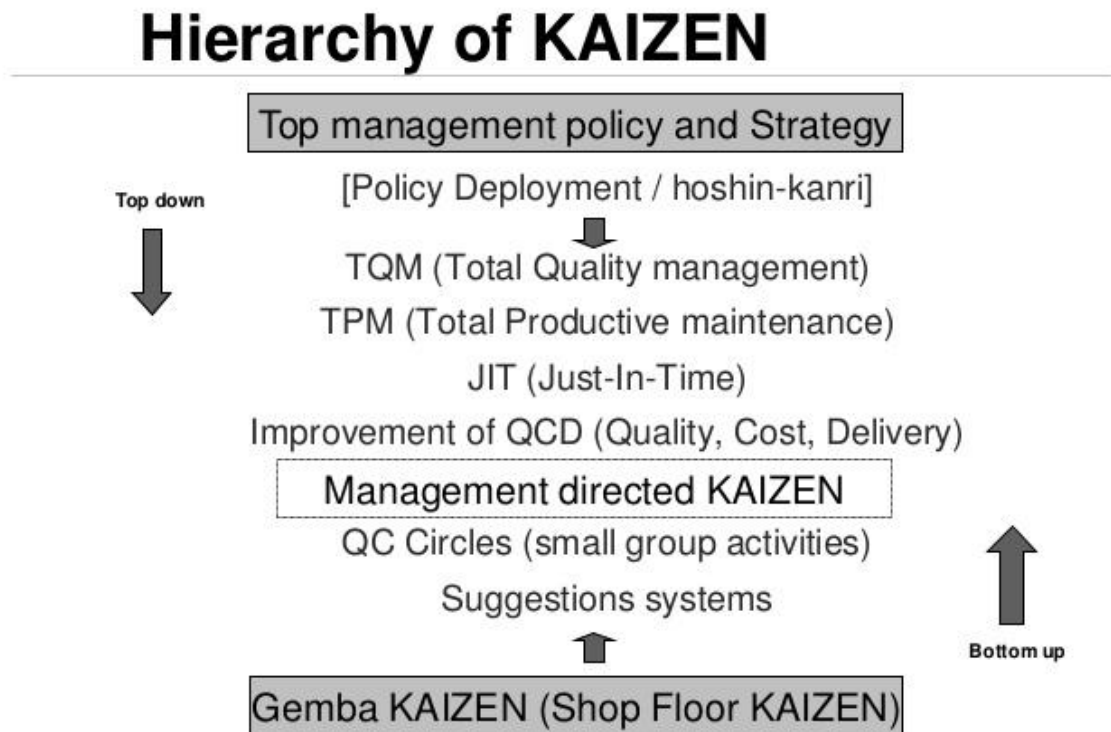 Hierarchy of KAIZEN
Top management policy and Strategy
[Policy Deployment / hoshin-kanri]
Top down
TQM (Total Quality management)
TPM (Total Productive maintenance)
JIT (Just-In-Time)
Improvement of QCD (Quality, Cost, Delivery)
Management directed KAIZEN
QC Circles (small group activities)
Suggestions systems
Bottom up
Gemba KAIZEN (Shop Floor KAIZEN)